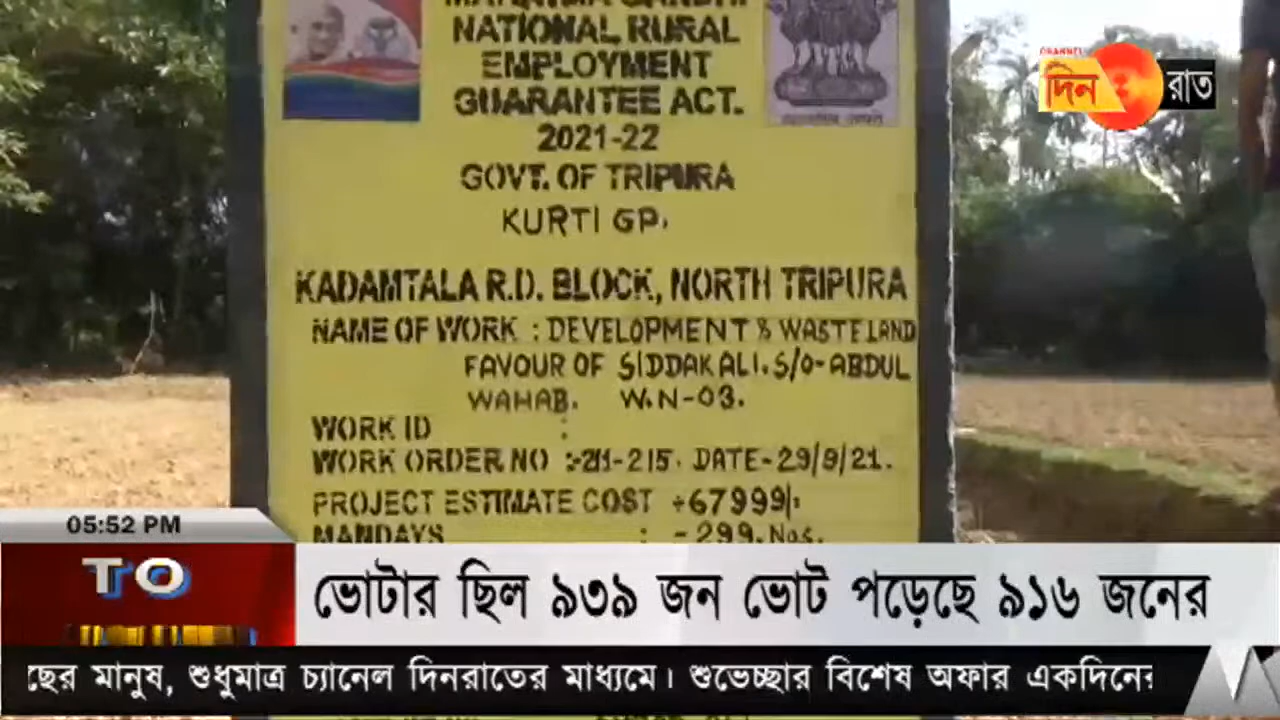 NATIONAL RURAL
EMPLOYMENT
GUARANTEE ACT.
2021-22
GOVT. OF TRIPURA
KURTI GP.
KADAMTALA R.D. BLOCK, NORTH TRIPURA
NAME OF WORK : DEVELOPMENT & WASTE LAND
FAVOUR OF SIDDAK ALI. S/O-ABDUL
WAHAB. W.N-03.
WORK ID :
WORK ORDER NO :-211-215. DATE-29/9/21.
PROJECT ESTIMATE COST ÷67999/:
MANDAYS : - 299. Nos.
CHANNEL
দিন রাত
05:52 PM
TO
ভোটার ছিল ৯৩৯ জন ভোট পড়েছে ৯১৬ জনের
ছের মানুষ, শুধুমাত্র চ্যানেল দিনরাতের মাধ্যমে। শুভেচ্ছার বিশেষ অফার একদিনের